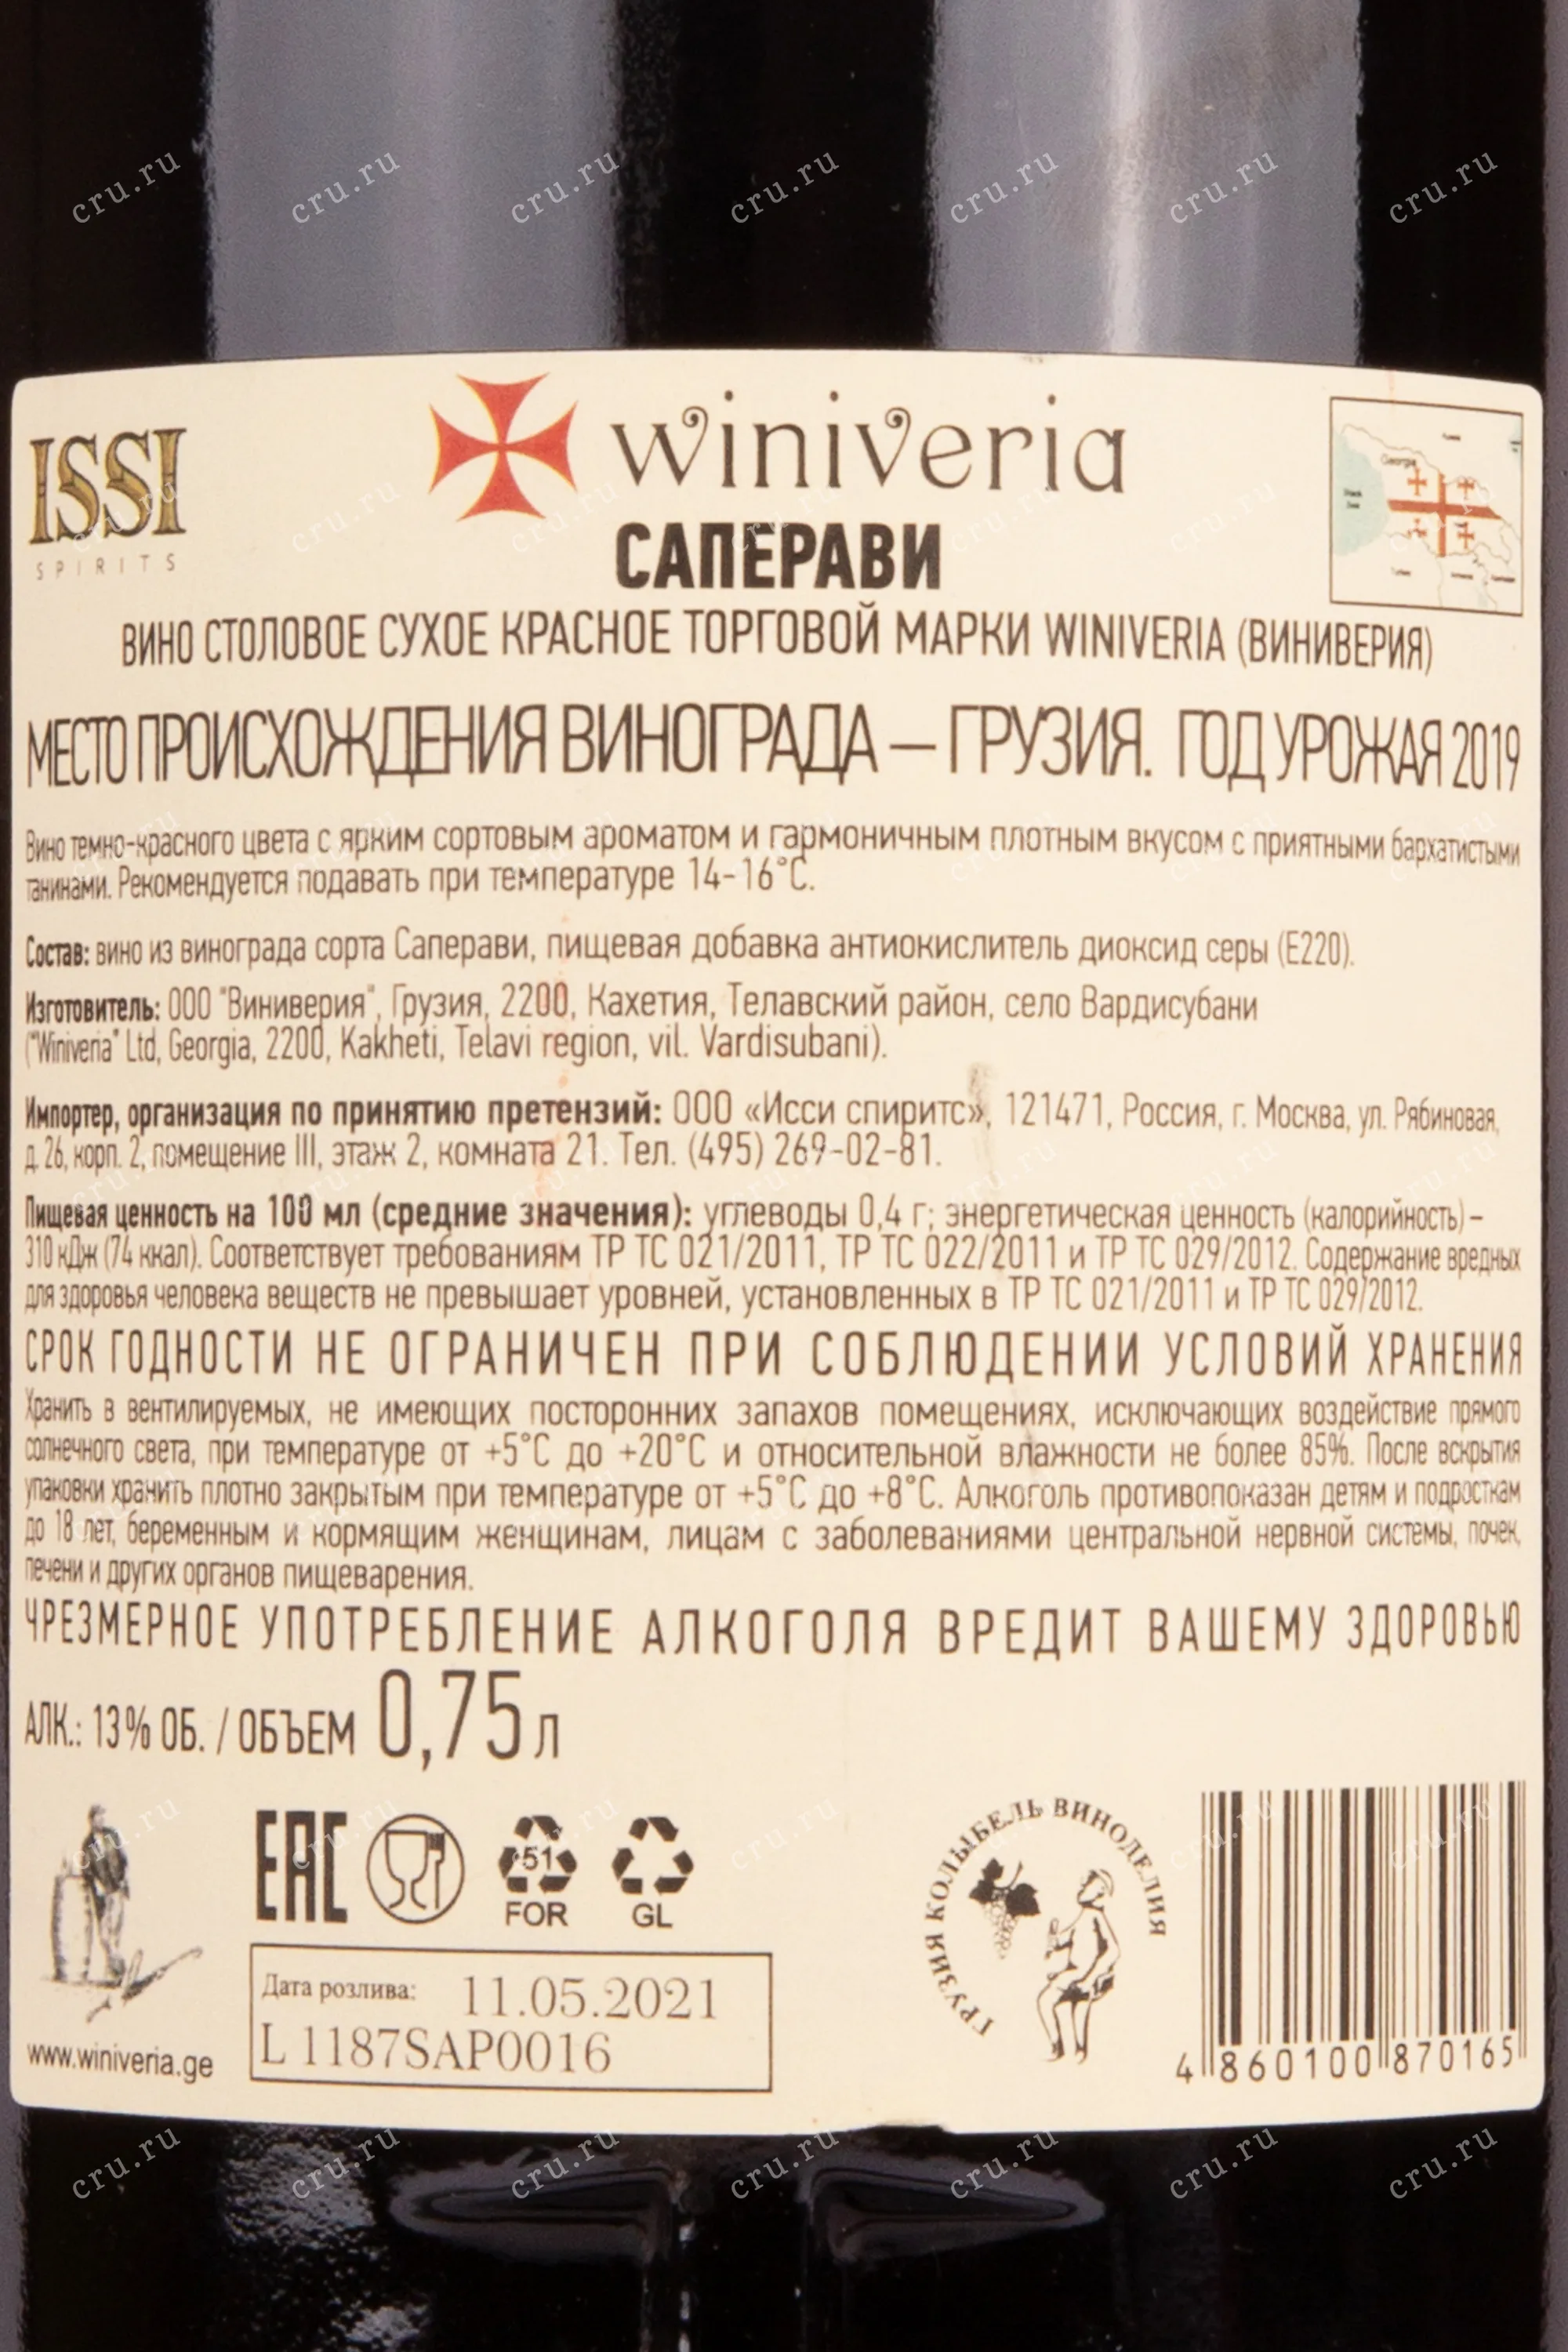 ISSI
SPIRITS
winiveria
САПЕРАВИ
ВИНО СТОЛОВОЕ СУХОЕ КРАСНОЕ ТОРГОВОЙ МАРКИ WINIVERIA (ВИНИВЕРИЯ)
МЕСТО ПРОИСХОЖДЕНИЯ ВИНОГРАДА – ГРУЗИЯ. ГОД УРОЖАЯ 2019
Вино темно-красного цвета с ярким сортовым ароматом и гармоничным плотным вкусом с приятными бархатистыми
танинами. Рекомендуется подавать при температуре 14-16°C.
Состав: вино из винограда сорта Саперави, пищевая добавка антиокислитель диоксид серы (E220).
Изготовитель: ООО "Виниверия", Грузия, 2200, Кахетия, Телавский район, село Вардисубани
("Winiveria" Ltd, Georgia, 2200, Kakheti, Telavi region, vil. Vardisubani).
Импортер, организация по принятию претензий: ООО «Исси спиритс», 121471, Россия, г. Москва, ул. Рябиновая,
д. 26, корп. 2, помещение III, этаж 2, комната 21. Тел. (495) 269-02-81.
Пищевая ценность на 100 мл (средние значения): углеводы 0,4 г; энергетическая ценность (калорийность) –
310 кДж (74 ккал). Соответствует требованиям ТР ТС 021/2011, ТР ТС 022/2011 и ТР ТС 029/2012. Содержание вредных
для здоровья человека веществ не превышает уровней, установленных в ТР ТС 021/2011 и ТР ТС 029/2012.
СРОК ГОДНОСТИ НЕ ОГРАНИЧЕН ПРИ СОБЛЮДЕНИИ УСЛОВИЙ ХРАНЕНИЯ
Хранить в вентилируемых, не имеющих посторонних запахов помещениях, исключающих воздействие прямого
солнечного света, при температуре от +5°C до +20°C и относительной влажности не более 85%. После вскрытия
упаковки хранить плотно закрытым при температуре от +5°C до +8°C. Алкоголь противопоказан детям и подросткам
до 18 лет, беременным и кормящим женщинам, лицам с заболеваниями центральной нервной системы, почек,
печени и других органов пищеварения.
ЧРЕЗМЕРНОЕ УПОТРЕБЛЕНИЕ АЛКОГОЛЯ ВРЕДИТ ВАШЕМУ ЗДОРОВЬЮ
АЛК.: 13% ОБ. / ОБЪЕМ 0,75 л
EAC
51
FOR
GL
ГРУЗИЯ КОЛЫБЕЛЬ ВИНОДЕЛИЯ
Дата розлива: 11.05.2021
L 1187SAP0016
www.winiveria.ge
4 860100 870165
cru.ru